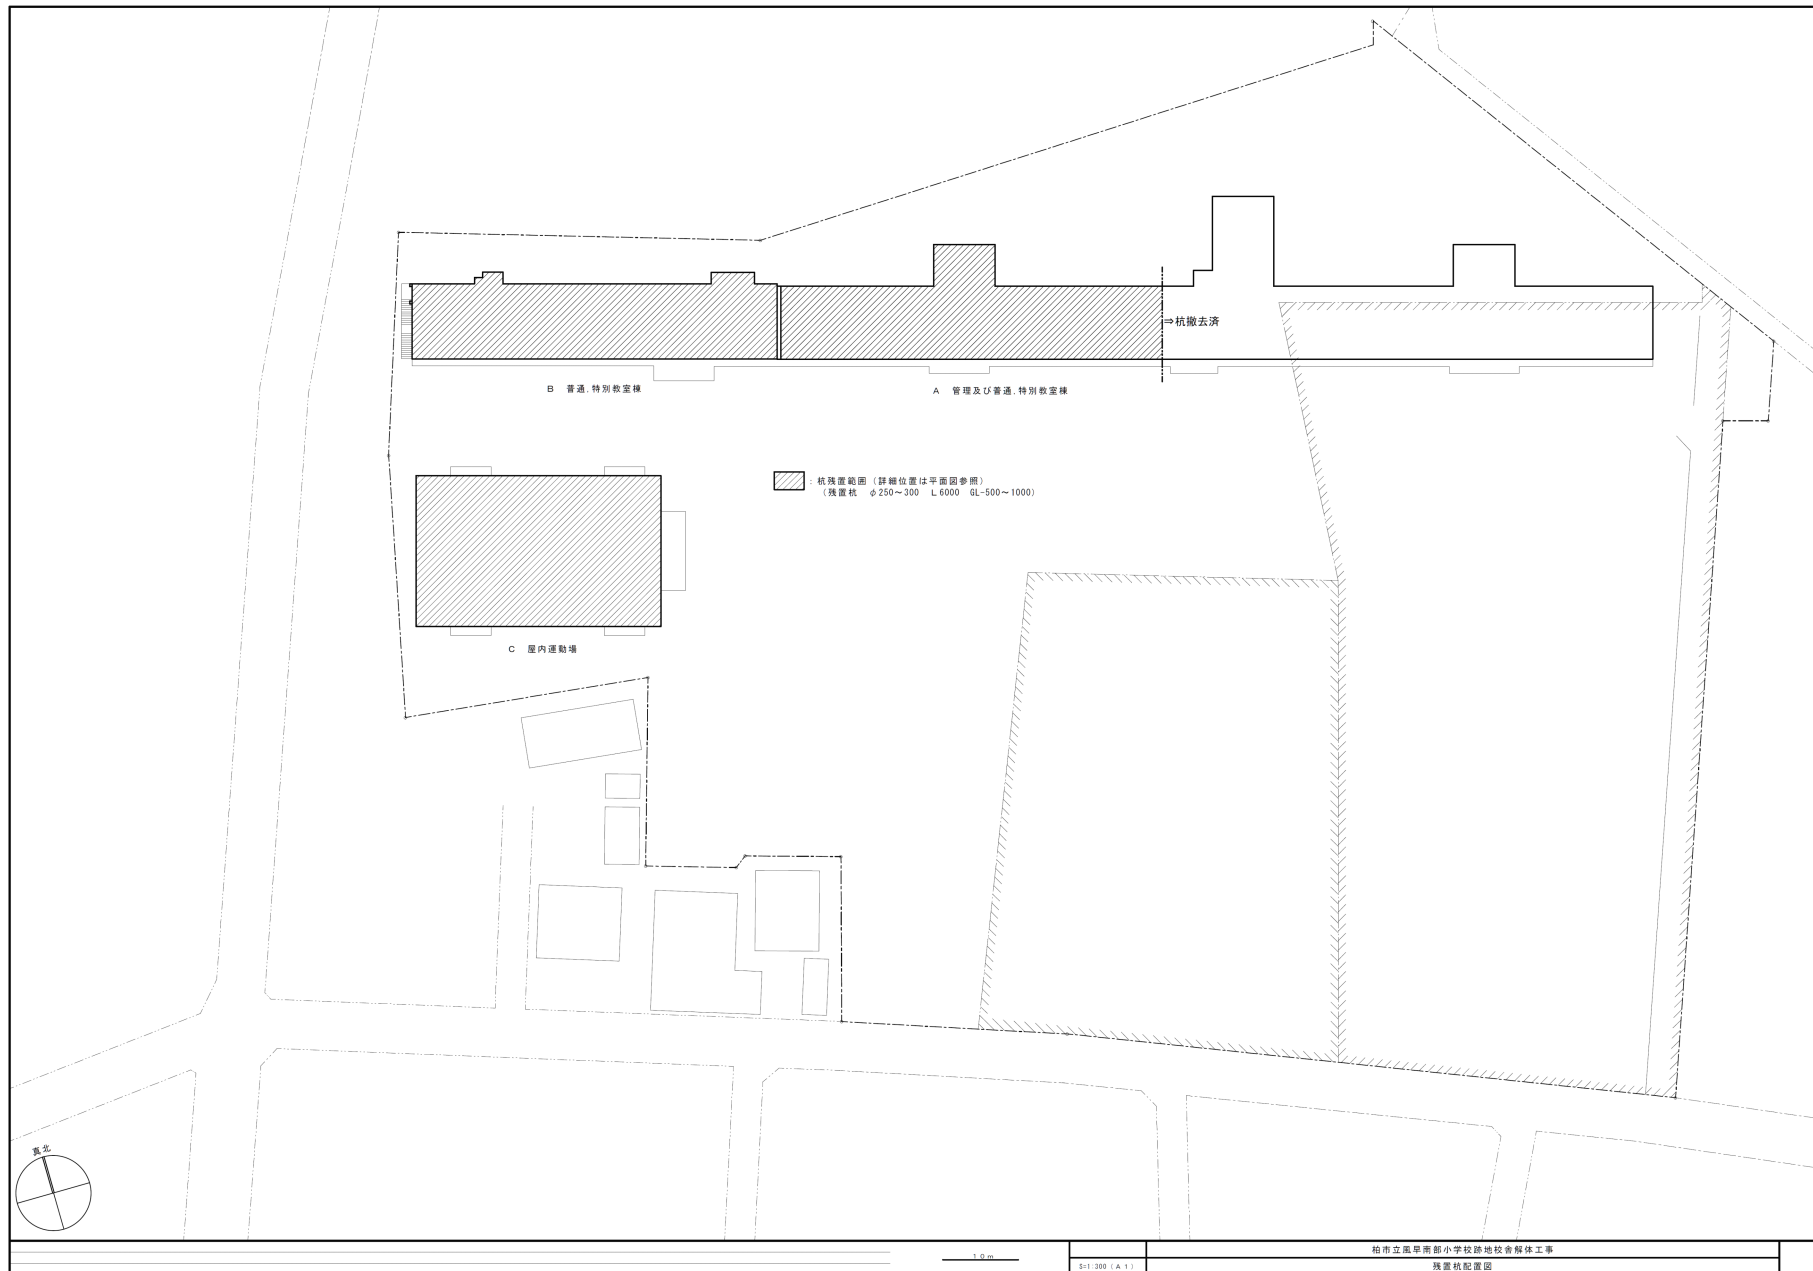 ⇒杭撤去済
B 普通,特別教室棟
A 管理及び普通,特別教室棟
: 杭残置範囲 (詳細位置は平面図参照)
(残置杭 φ250～300 L6000 GL-500～1000)
C 屋内運動場
真北
10m
柏市立風早南部小学校跡地校舎解体工事
S=1:300 (A1)
残置杭配置図